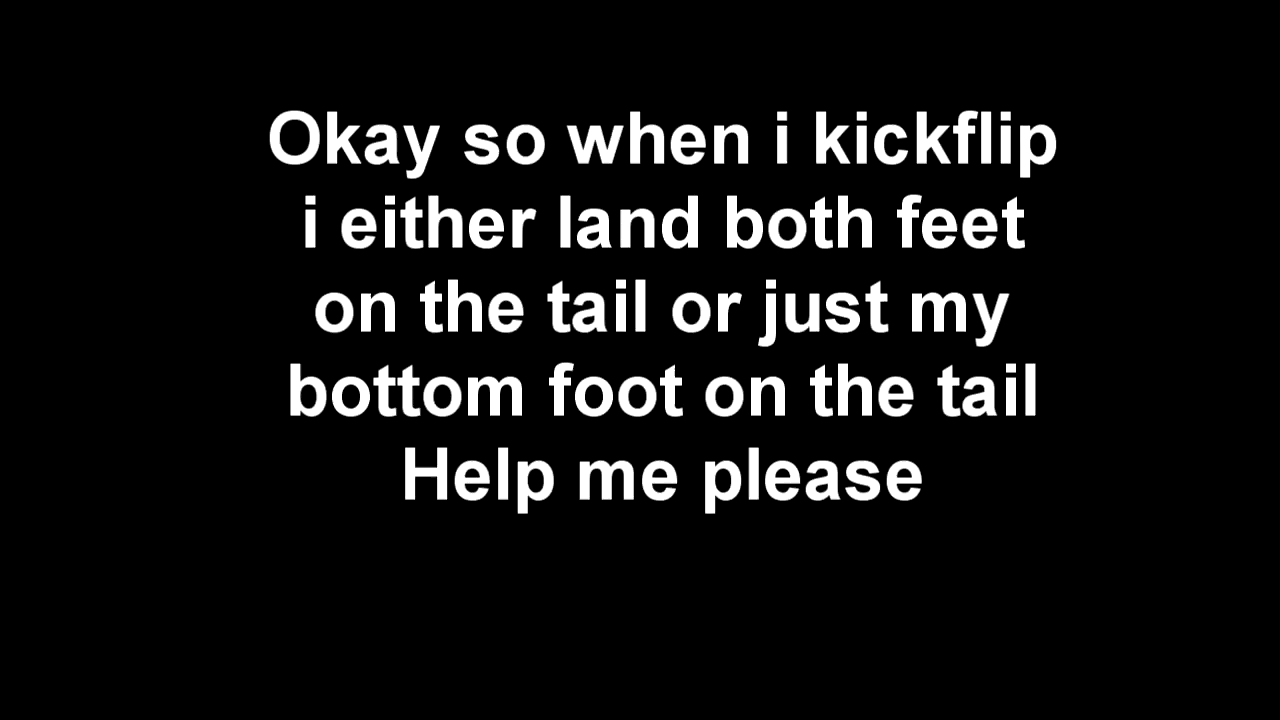 Okay so when i kickflip
i either land both feet
on the tail or just my
bottom foot on the tail
Help me please